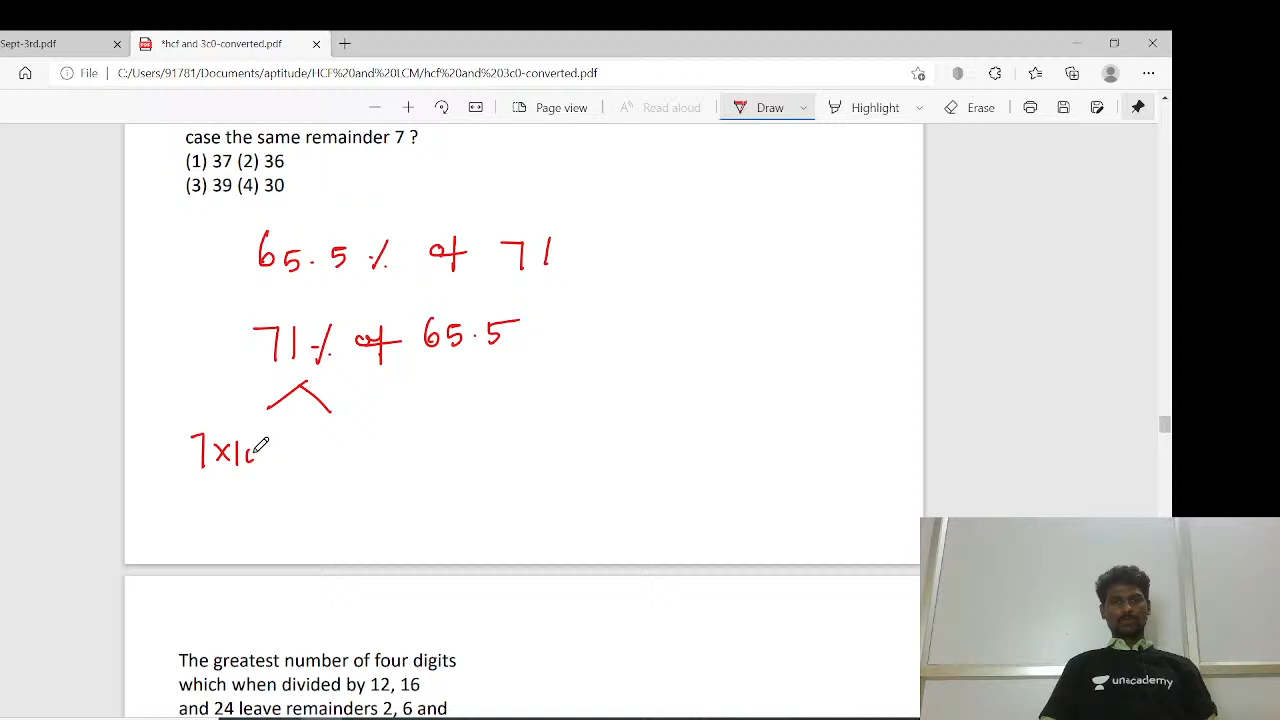 Sept-3rd.pdf
*hcf and 3c0-converted.pdf
File
C:/Users/91781/Documents/aptitude/HCF%20and%20LCM/hcf%20and%203c0-converted.pdf
Page view
Read aloud
Draw
Highlight
Erase
case the same remainder 7 ?
(1) 37 (2) 36
(3) 39 (4) 30
65.5 % of 71
71 % of 65.5
7×10
The greatest number of four digits
which when divided by 12, 16
and 24 leave remainders 2, 6 and
unacademy